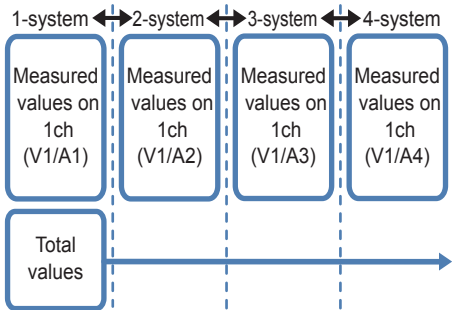 1-system 2-system 3-system 4-system
Measured
values on
1ch
(V1/A1)
Measured
values on
1ch
(V1/A2)
Measured
values on
1ch
(V1/A3)
Measured
values on
1ch
(V1/A4)
Total
values